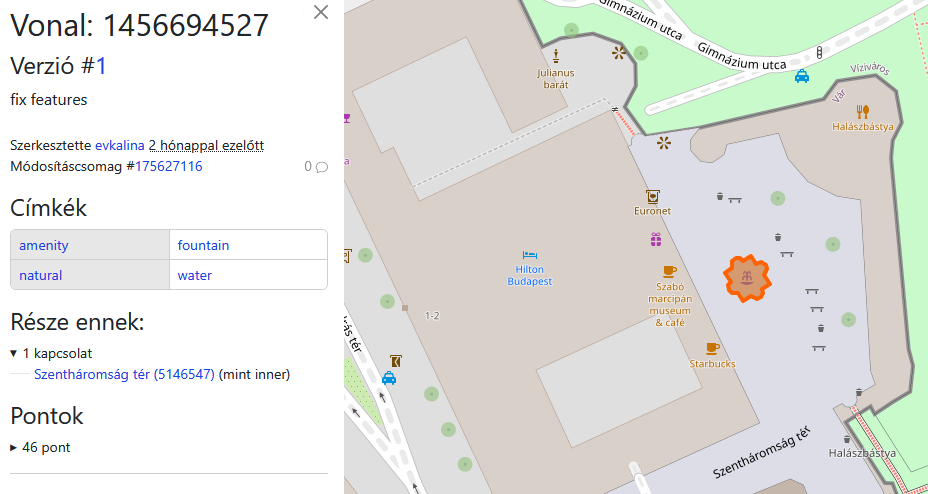 Vonal: 1456694527
Verzió #1
fix features
Szerkesztette evkalina 2 hónappal ezelőtt
Módosításcsomag #175627116
0
Címkék
amenity fountain
natural water
Része ennek:
▾ 1 kapcsolat
Szentháromság tér (5146547) (mint inner)
Pontok
▸ 46 pont
Gimnázium utca
Gimnázium utca
Julianus
barát
Víziváros
Vár
Halászbástya
a
Euronet
Hilton
Budapest
Szabó
marcipán
museum
& café
1-2
ás tér
Starbucks
Szentháromság tér
Halászbástya